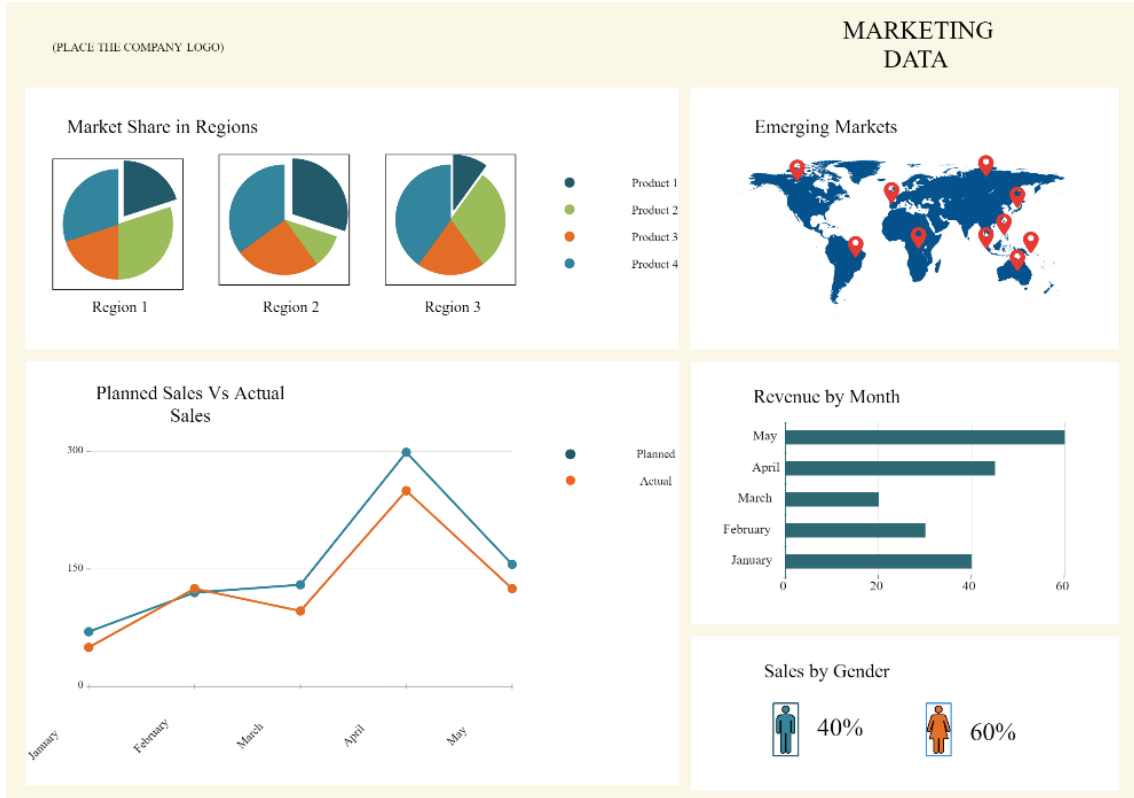 (PLACE THE COMPANY LOGO)
MARKETING
DATA
Market Share in Regions
Region 1
Region 2
Region 3
Product 1
Product 2
Product 3
Product 4
Emerging Markets
Planned Sales Vs Actual
Sales
300
150
0
January
February
March
April
May
Planned
Actual
Revenue by Month
May
April
March
February
January
0
20
40
60
Sales by Gender
40%
60%